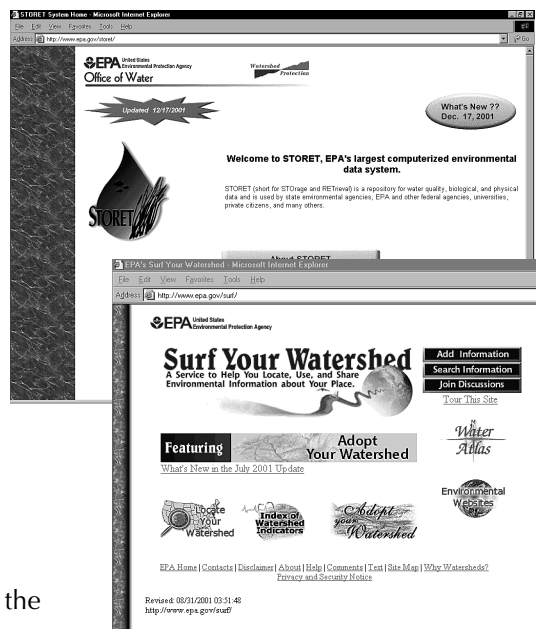 STORET System Home - Microsoft Internet Explorer
File Edit View Favorites Tools Help
Address http://www.epa.gov/storet/ Go
EPA United States
Environmental Protection Agency
Office of Water
Watershed
Protection
Updated 12/17/2001
What's New ??
Dec. 17, 2001
Welcome to STORET, EPA's largest computerized environmental
data system.
STORET (short for STOrage and RETrieval) is a repository for water quality, biological, and physical
data and is used by state environmental agencies, EPA and other federal agencies, universities,
private citizens, and many others.
STORET
About STORET
EPA's Surf Your Watershed - Microsoft Internet Explorer
File Edit View Favorites Tools Help
Address http://www.epa.gov/surf/
EPA United States
Environmental Protection Agency
Surf Your Watershed
A Service to Help You Locate, Use, and Share
Environmental Information about Your Place.
Add Information
Search Information
Join Discussions
Tour This Site
Featuring Adopt
Your Watershed
What's New in the July 2001 Update
N
Water
Atlas
Environmental
Websites
Locate
Your
Watershed
Index of
Watershed
Indicators
Adopt
your
Watershed
EPA Home | Contacts | Disclaimer | About | Help | Comments | Text | Site Map | Why Watersheds?
Privacy and Security Notice
Revised: 08/31/2001 03:51:48
http://www.epa.gov/surf/
the